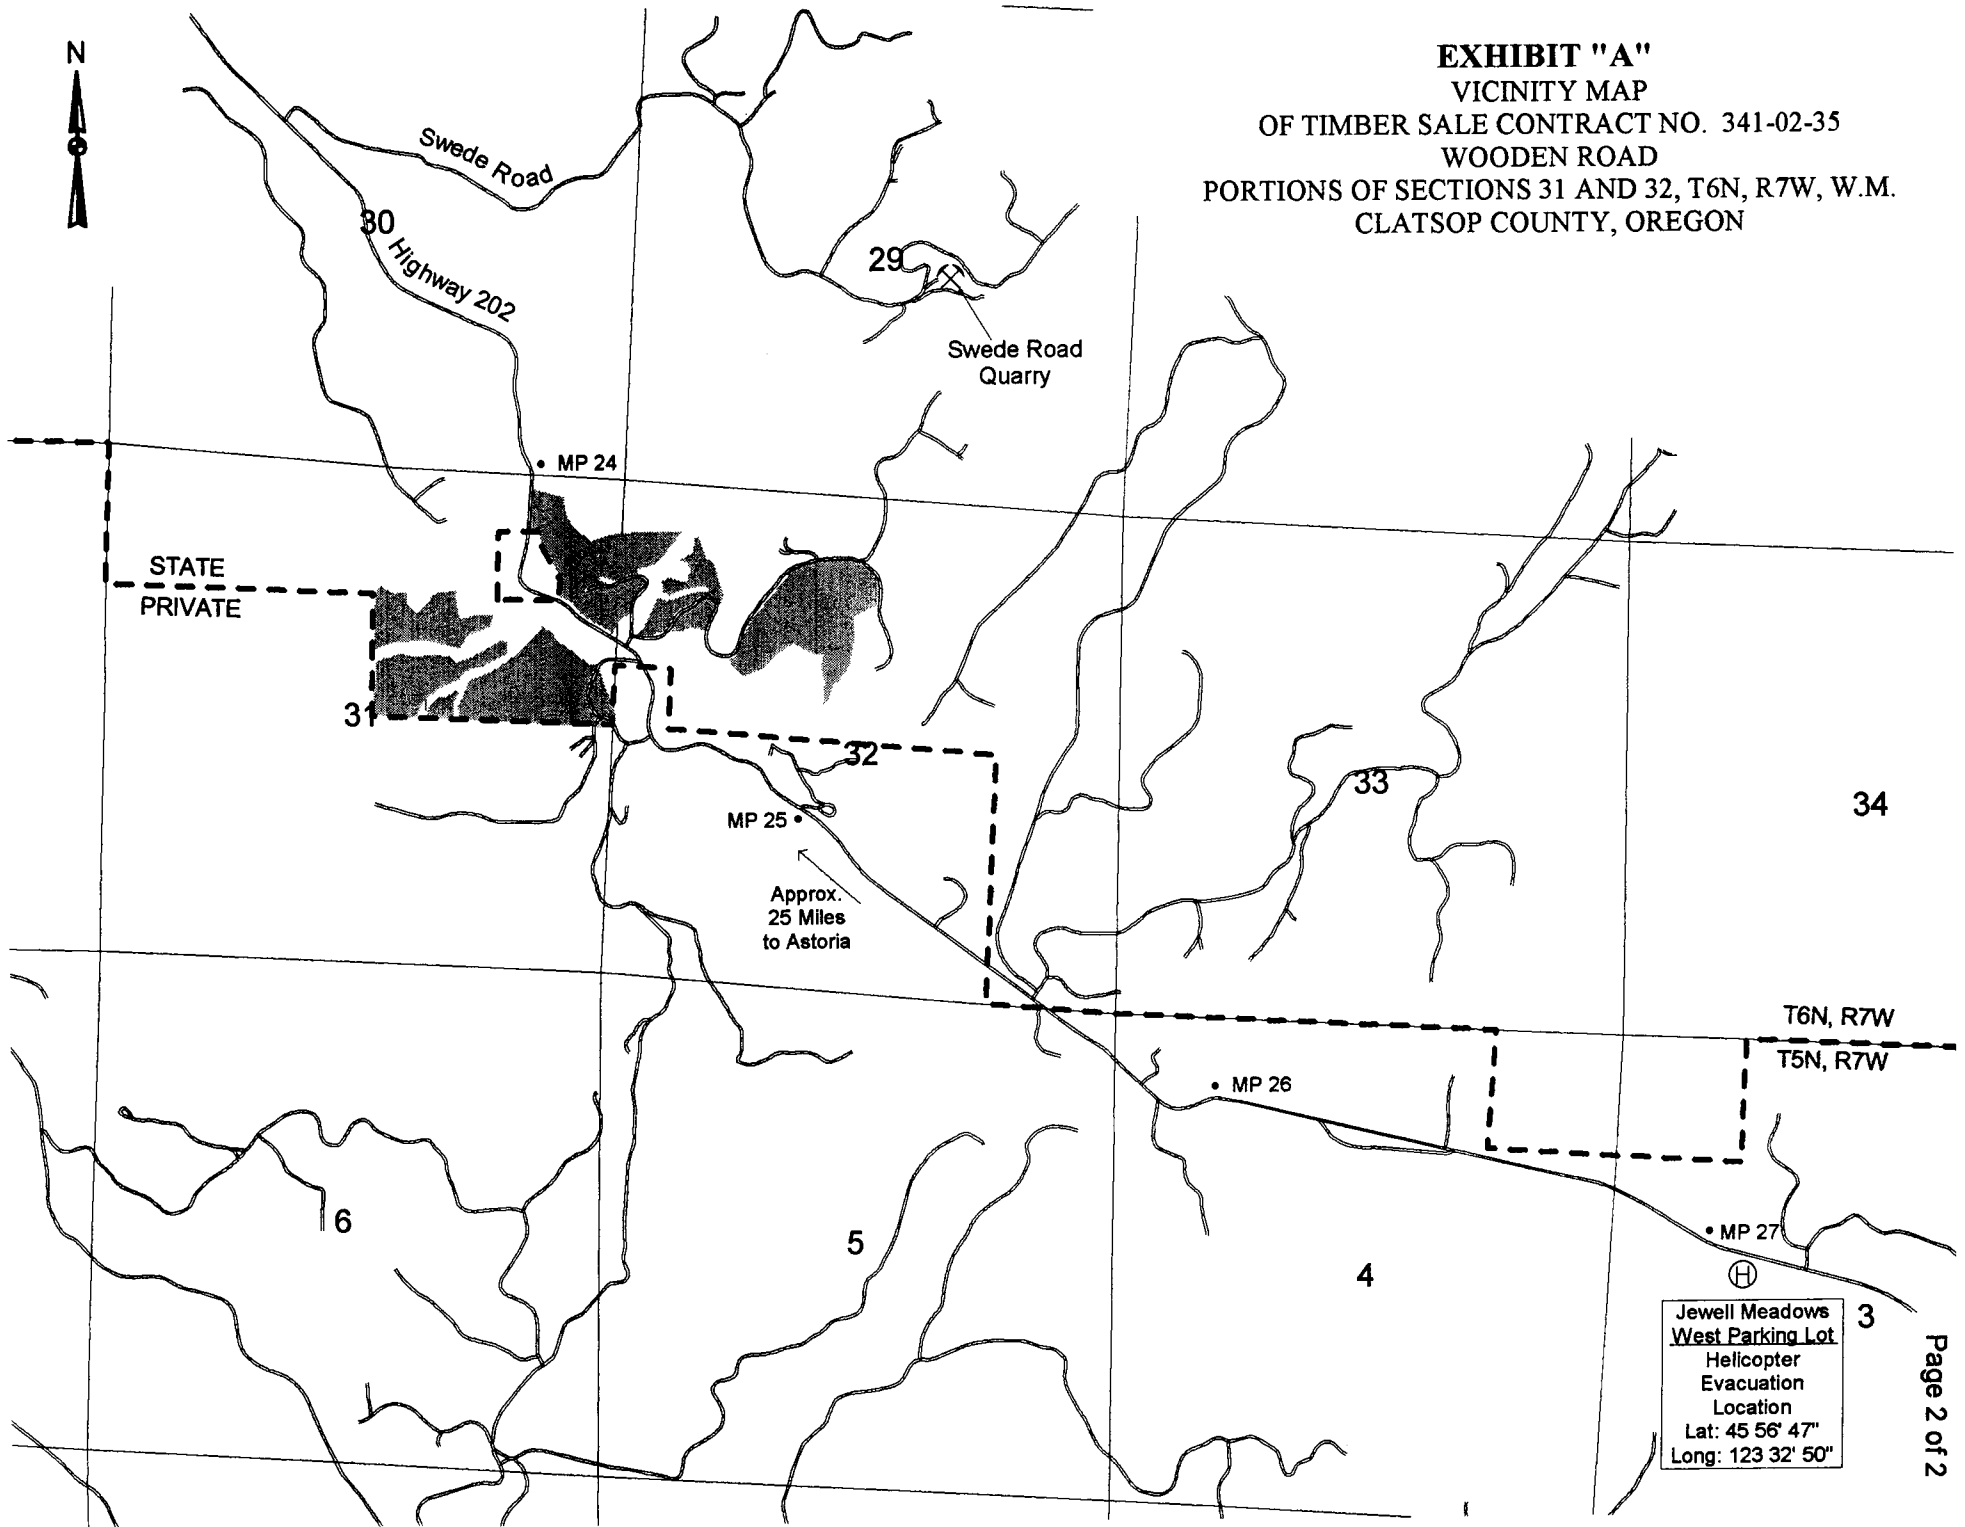 EXHIBIT "A"
VICINITY MAP
OF TIMBER SALE CONTRACT NO. 341-02-35
WOODEN ROAD
PORTIONS OF SECTIONS 31 AND 32, T6N, R7W, W.M.
CLATSOP COUNTY, OREGON
N
Swede Road
30
Highway 202
29
Swede Road
Quarry
MP 24
STATE
PRIVATE
31
32
33
34
MP 25
Approx.
25 Miles
to Astoria
T6N, R7W
T5N, R7W
MP 26
6
5
4
MP 27
H
3
Jewell Meadows
West Parking Lot
Helicopter
Evacuation
Location
Lat: 45 56' 47"
Long: 123 32' 50"
Page 2 of 2